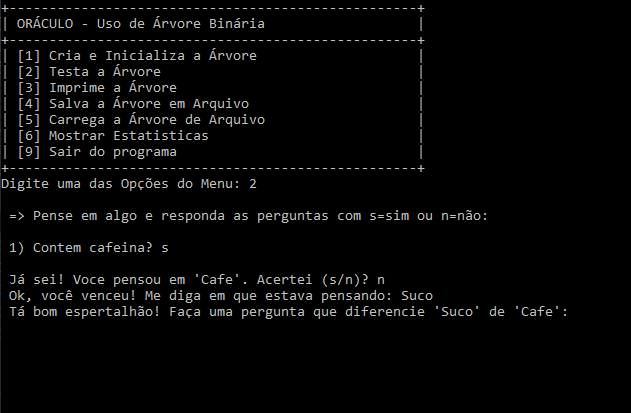 +---------------------------------------------------+
| ORÁCULO - Uso de Árvore Binária                   |
+---------------------------------------------------+
| [1] Cria e Inicializa a Árvore                    |
| [2] Testa a Árvore                                |
| [3] Imprime a Árvore                              |
| [4] Salva a Árvore em Arquivo                     |
| [5] Carrega a Árvore de Arquivo                   |
| [6] Mostrar Estatisticas                          |
| [9] Sair do programa                              |
+---------------------------------------------------+
Digite uma das Opções do Menu: 2
=> Pense em algo e responda as perguntas com s=sim ou n=não:
1) Contem cafeina? s
Já sei! Voce pensou em 'Cafe'. Acertei (s/n)? n
Ok, você venceu! Me diga em que estava pensando: Suco
Tá bom espertalhão! Faça uma pergunta que diferencie 'Suco' de 'Cafe':